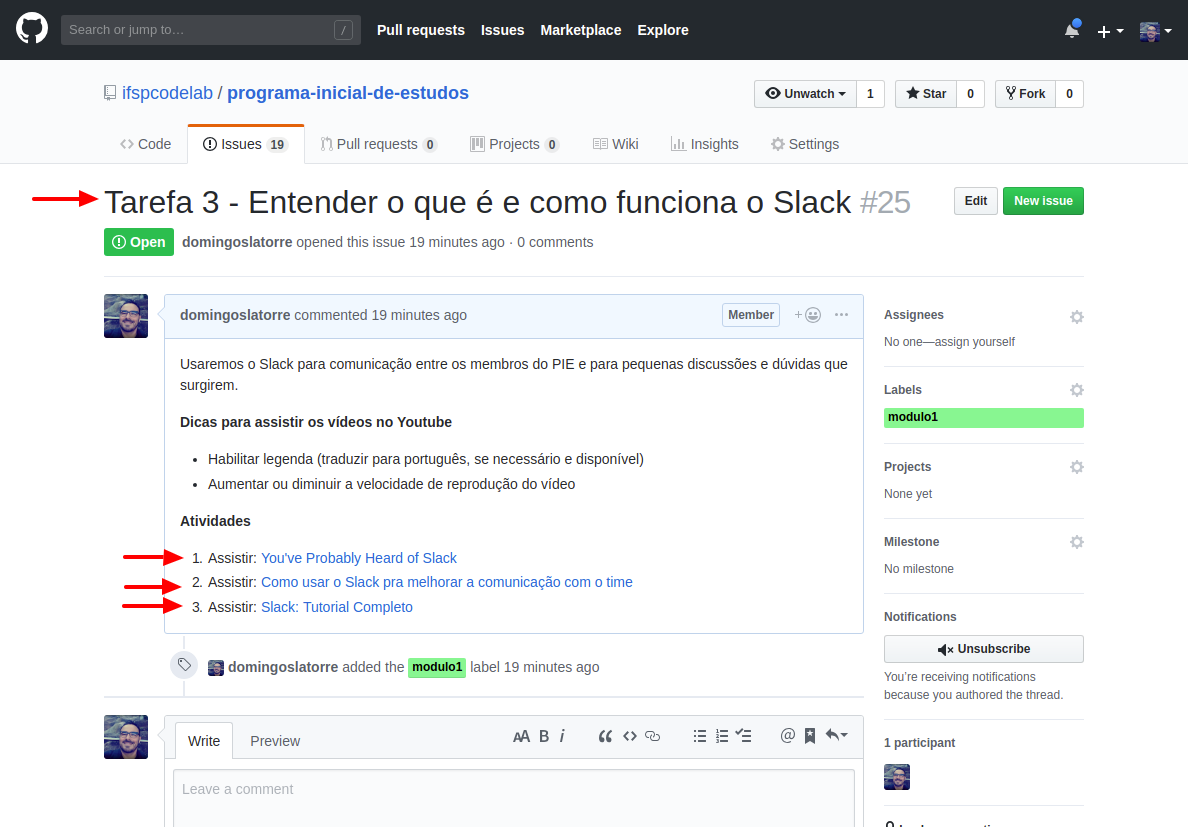 Search or jump to… /
Pull requests Issues Marketplace Explore
ifspcodelab / programa-inicial-de-estudos
Unwatch 1 Star 0 Fork 0
Code Issues 19 Pull requests 0 Projects 0 Wiki Insights Settings
Tarefa 3 - Entender o que é e como funciona o Slack #25
Edit New issue
Open domingoslatorre opened this issue 19 minutes ago · 0 comments
domingoslatorre commented 19 minutes ago Member
Usaremos o Slack para comunicação entre os membros do PIE e para pequenas discussões e dúvidas que
surgirem.
Dicas para assistir os vídeos no Youtube
• Habilitar legenda (traduzir para português, se necessário e disponível)
• Aumentar ou diminuir a velocidade de reprodução do vídeo
Atividades
1. Assistir: You've Probably Heard of Slack
2. Assistir: Como usar o Slack pra melhorar a comunicação com o time
3. Assistir: Slack: Tutorial Completo
domingoslatorre added the modulo1 label 19 minutes ago
Write Preview
Leave a comment
Assignees
No one—assign yourself
Labels
modulo1
Projects
None yet
Milestone
No milestone
Notifications
Unsubscribe
You're receiving notifications
because you authored the thread.
1 participant